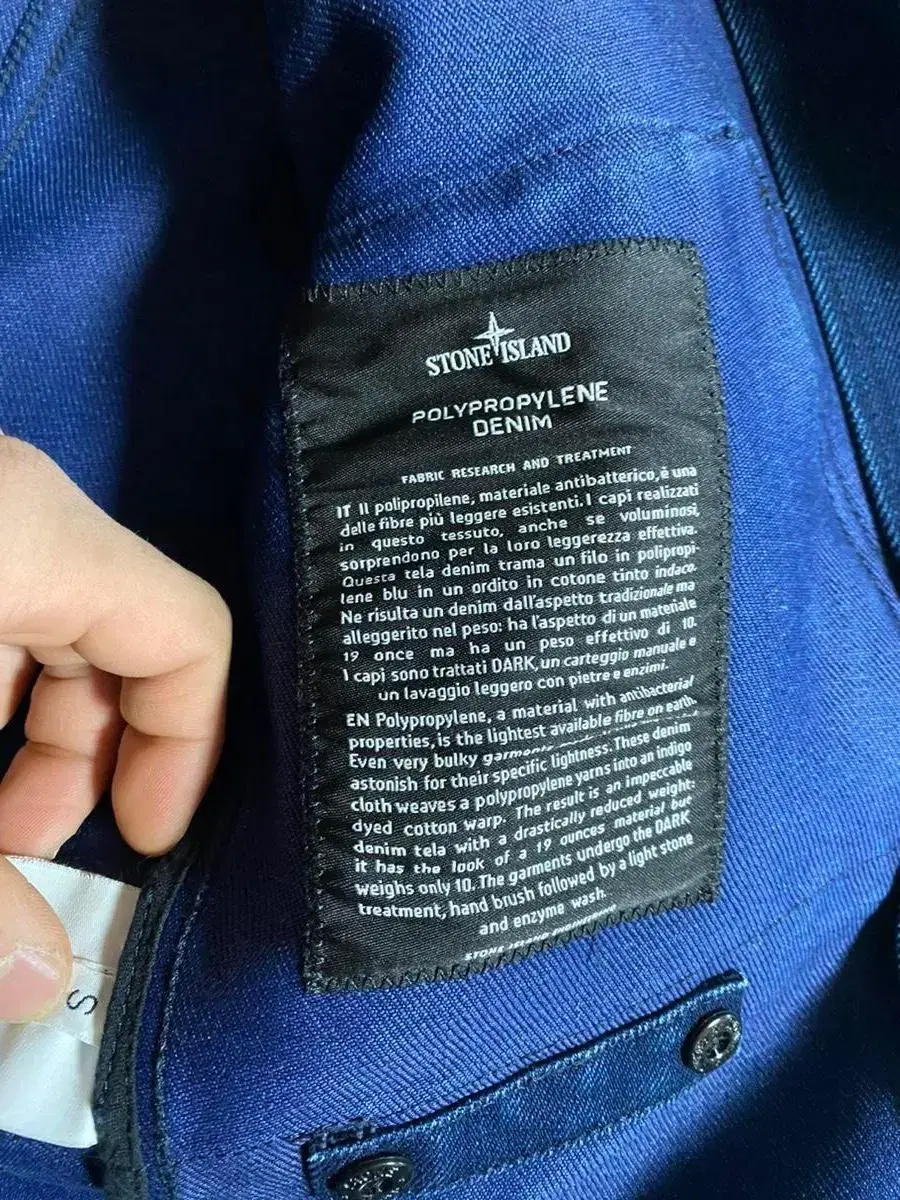 STONE ISLAND
POLYPROPYLENE
DENIM
FABRIC RESEARCH AND TREATMENT
IT Il polipropilene, materiale antibatterico, è una
delle fibre più leggere esistenti. I capi realizzati
in questo tessuto, anche se voluminosi,
sorprendono per la loro leggerezza effettiva.
Questa tela denim trama un filo in polipropi-
lene blu in un ordito in cotone tinto indaco.
Ne risulta un denim dall'aspetto tradizionale ma
alleggerito nel peso: ha l'aspetto di un materiale
19 once ma ha un peso effettivo di 10.
I capi sono trattati DARK, un carteggio manuale e
un lavaggio leggero con pietre e enzimi.
EN Polypropylene, a material with antibacterial
properties, is the lightest available fibre on earth.
Even very bulky garments
astonish for their specific lightness. These denim
cloth weaves a polypropylene yarns into an indigo
dyed cotton warp. The result is an impeccable
denim tela with a drastically reduced weight:
it has the look of a 19 ounces material but
weighs only 10. The garments undergo the DARK
treatment, hand brush followed by a light stone
and enzyme wash.
STONE ISLAND ENGINEERING
S